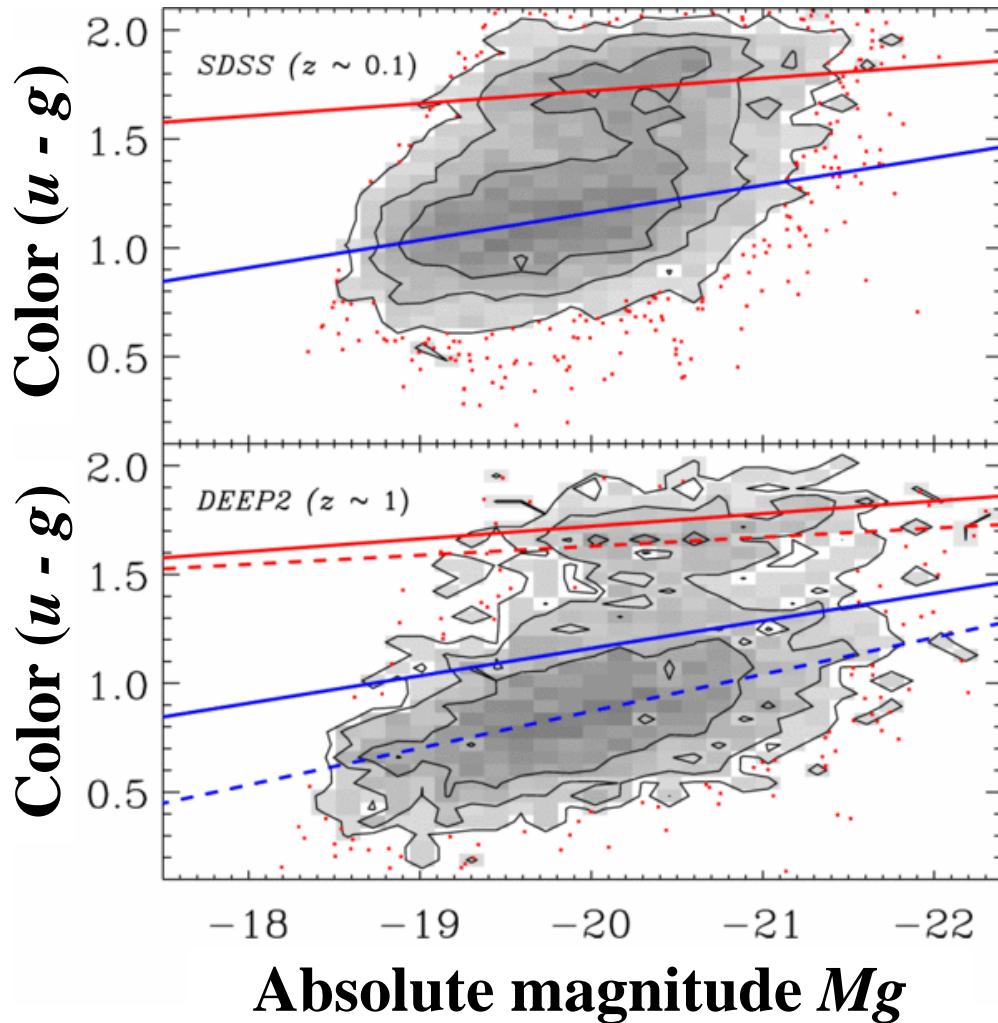 Color (u - g)
2.0
1.5
1.0
0.5
SDSS (z ~ 0.1)
Color (u - g)
2.0
1.5
1.0
0.5
DEEP2 (z ~ 1)
−18 −19 −20 −21 −22
Absolute magnitude Mg